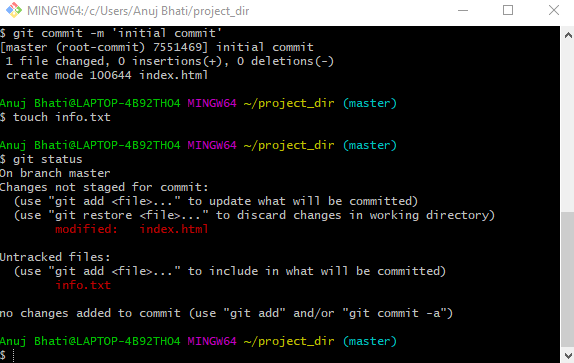 MINGW64:/c/Users/Anuj Bhati/project_dir
$ git commit -m 'initial commit'
[master (root-commit) 7551469] initial commit
 1 file changed, 0 insertions(+), 0 deletions(-)
 create mode 100644 index.html
Anuj Bhati@LAPTOP-4B92TH04 MINGW64 ~/project_dir (master)
$ touch info.txt
Anuj Bhati@LAPTOP-4B92TH04 MINGW64 ~/project_dir (master)
$ git status
On branch master
Changes not staged for commit:
  (use "git add <file>..." to update what will be committed)
  (use "git restore <file>..." to discard changes in working directory)
        modified:   index.html
Untracked files:
  (use "git add <file>..." to include in what will be committed)
        info.txt
no changes added to commit (use "git add" and/or "git commit -a")
Anuj Bhati@LAPTOP-4B92TH04 MINGW64 ~/project_dir (master)
$